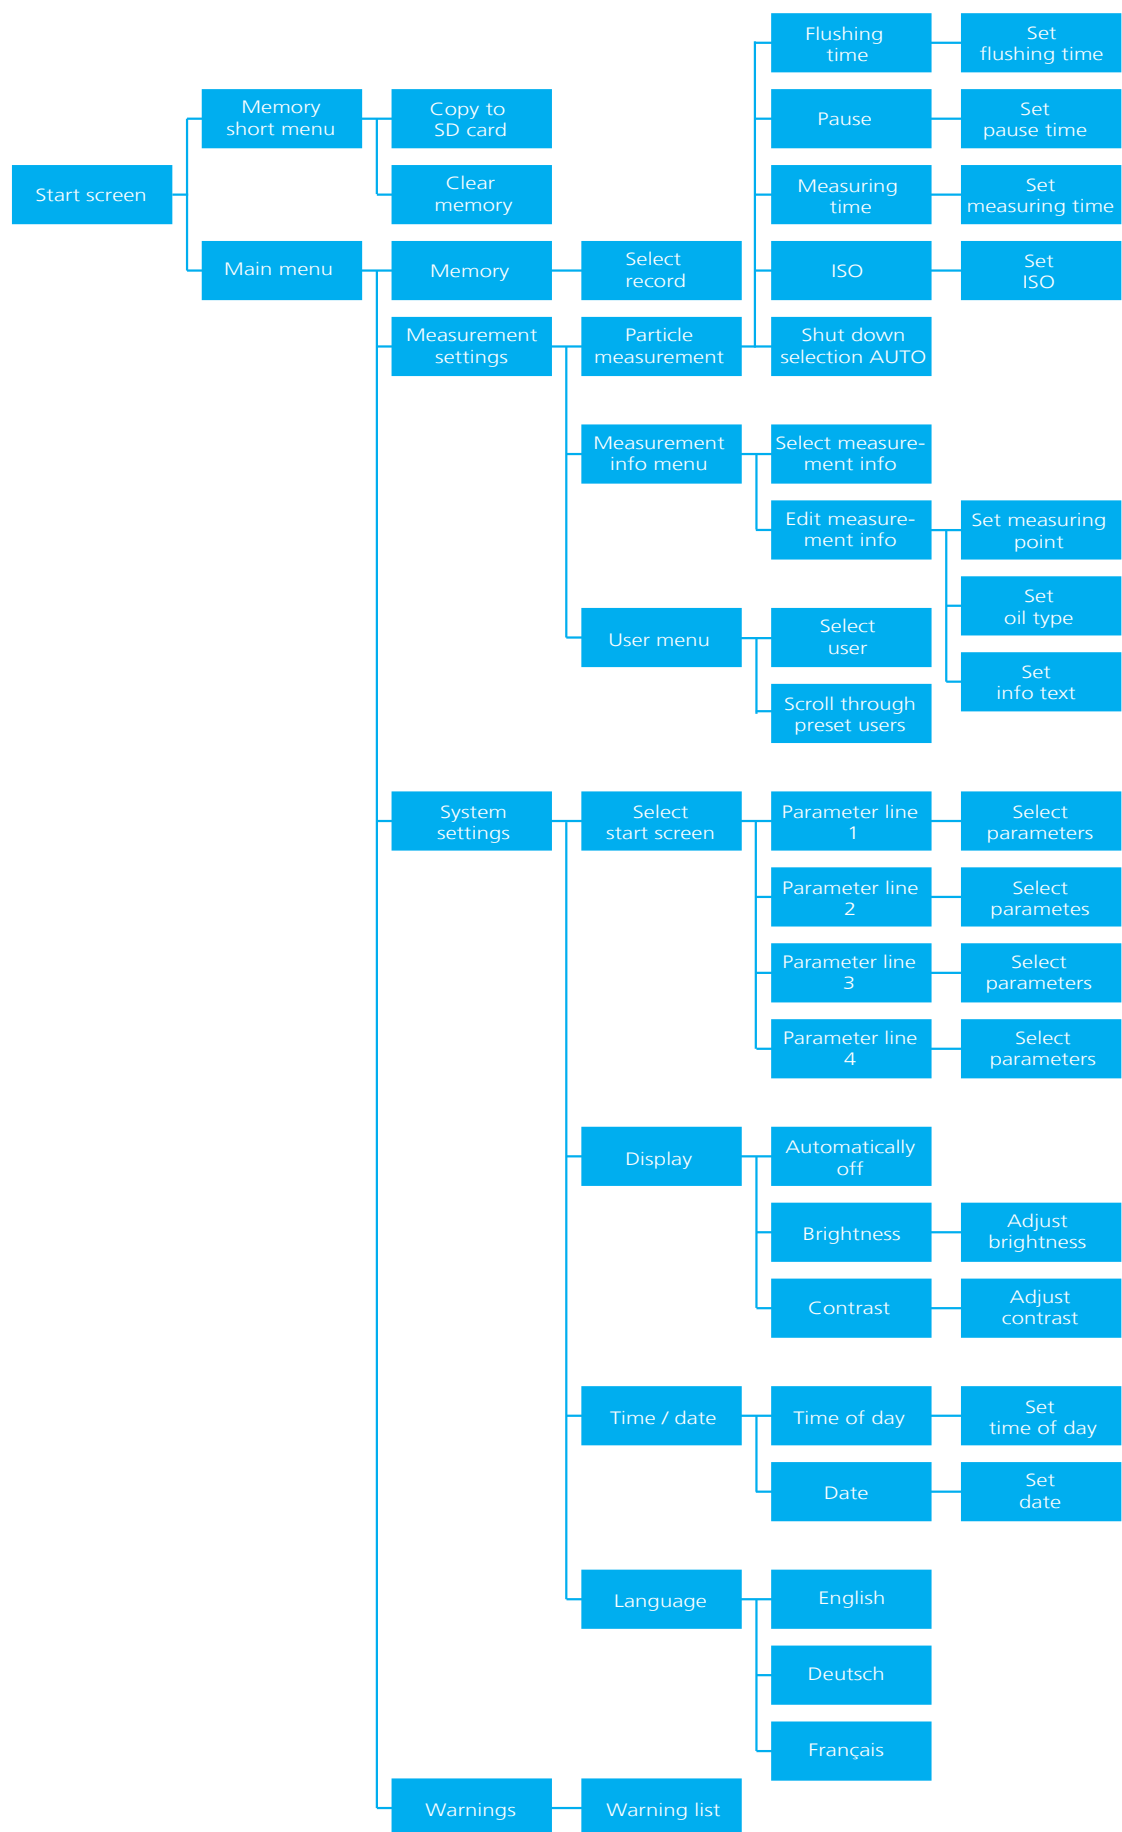 Flushing
time
Set
flushing time
Memory
short menu
Copy to
SD card
Pause
Set
pause time
Start screen
Clear
memory
Measuring
time
Set
measuring time
Main menu
Memory
Select
record
ISO
Set
ISO
Measurement
settings
Particle
measurement
Shut down
selection AUTO
Measurement
info menu
Select measure-
ment info
Edit measure-
ment info
Set measuring
point
Set
oil type
User menu
Select
user
Set
info text
Scroll through
preset users
System
settings
Select
start screen
Parameter line
1
Select
parameters
Parameter line
2
Select
parametes
Parameter line
3
Select
parameters
Parameter line
4
Select
parameters
Display
Automatically
off
Brightness
Adjust
brightness
Contrast
Adjust
contrast
Time / date
Time of day
Set
time of day
Date
Set
date
Language
English
Deutsch
Français
Warnings
Warning list